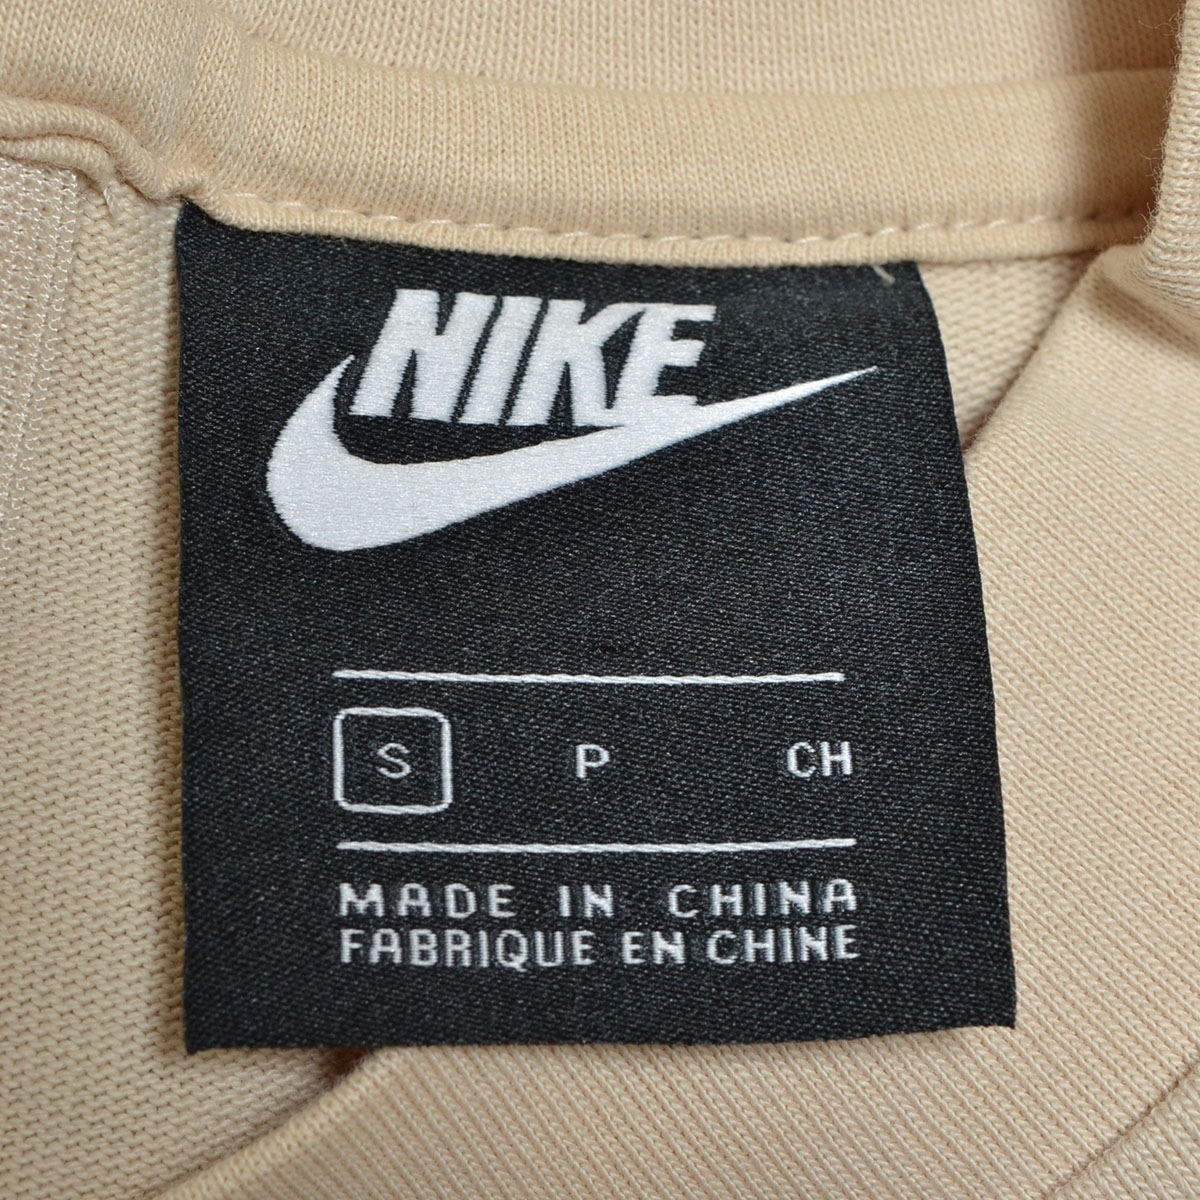 NIKE
S P CH
MADE IN CHINA
FABRIQUE EN CHINE